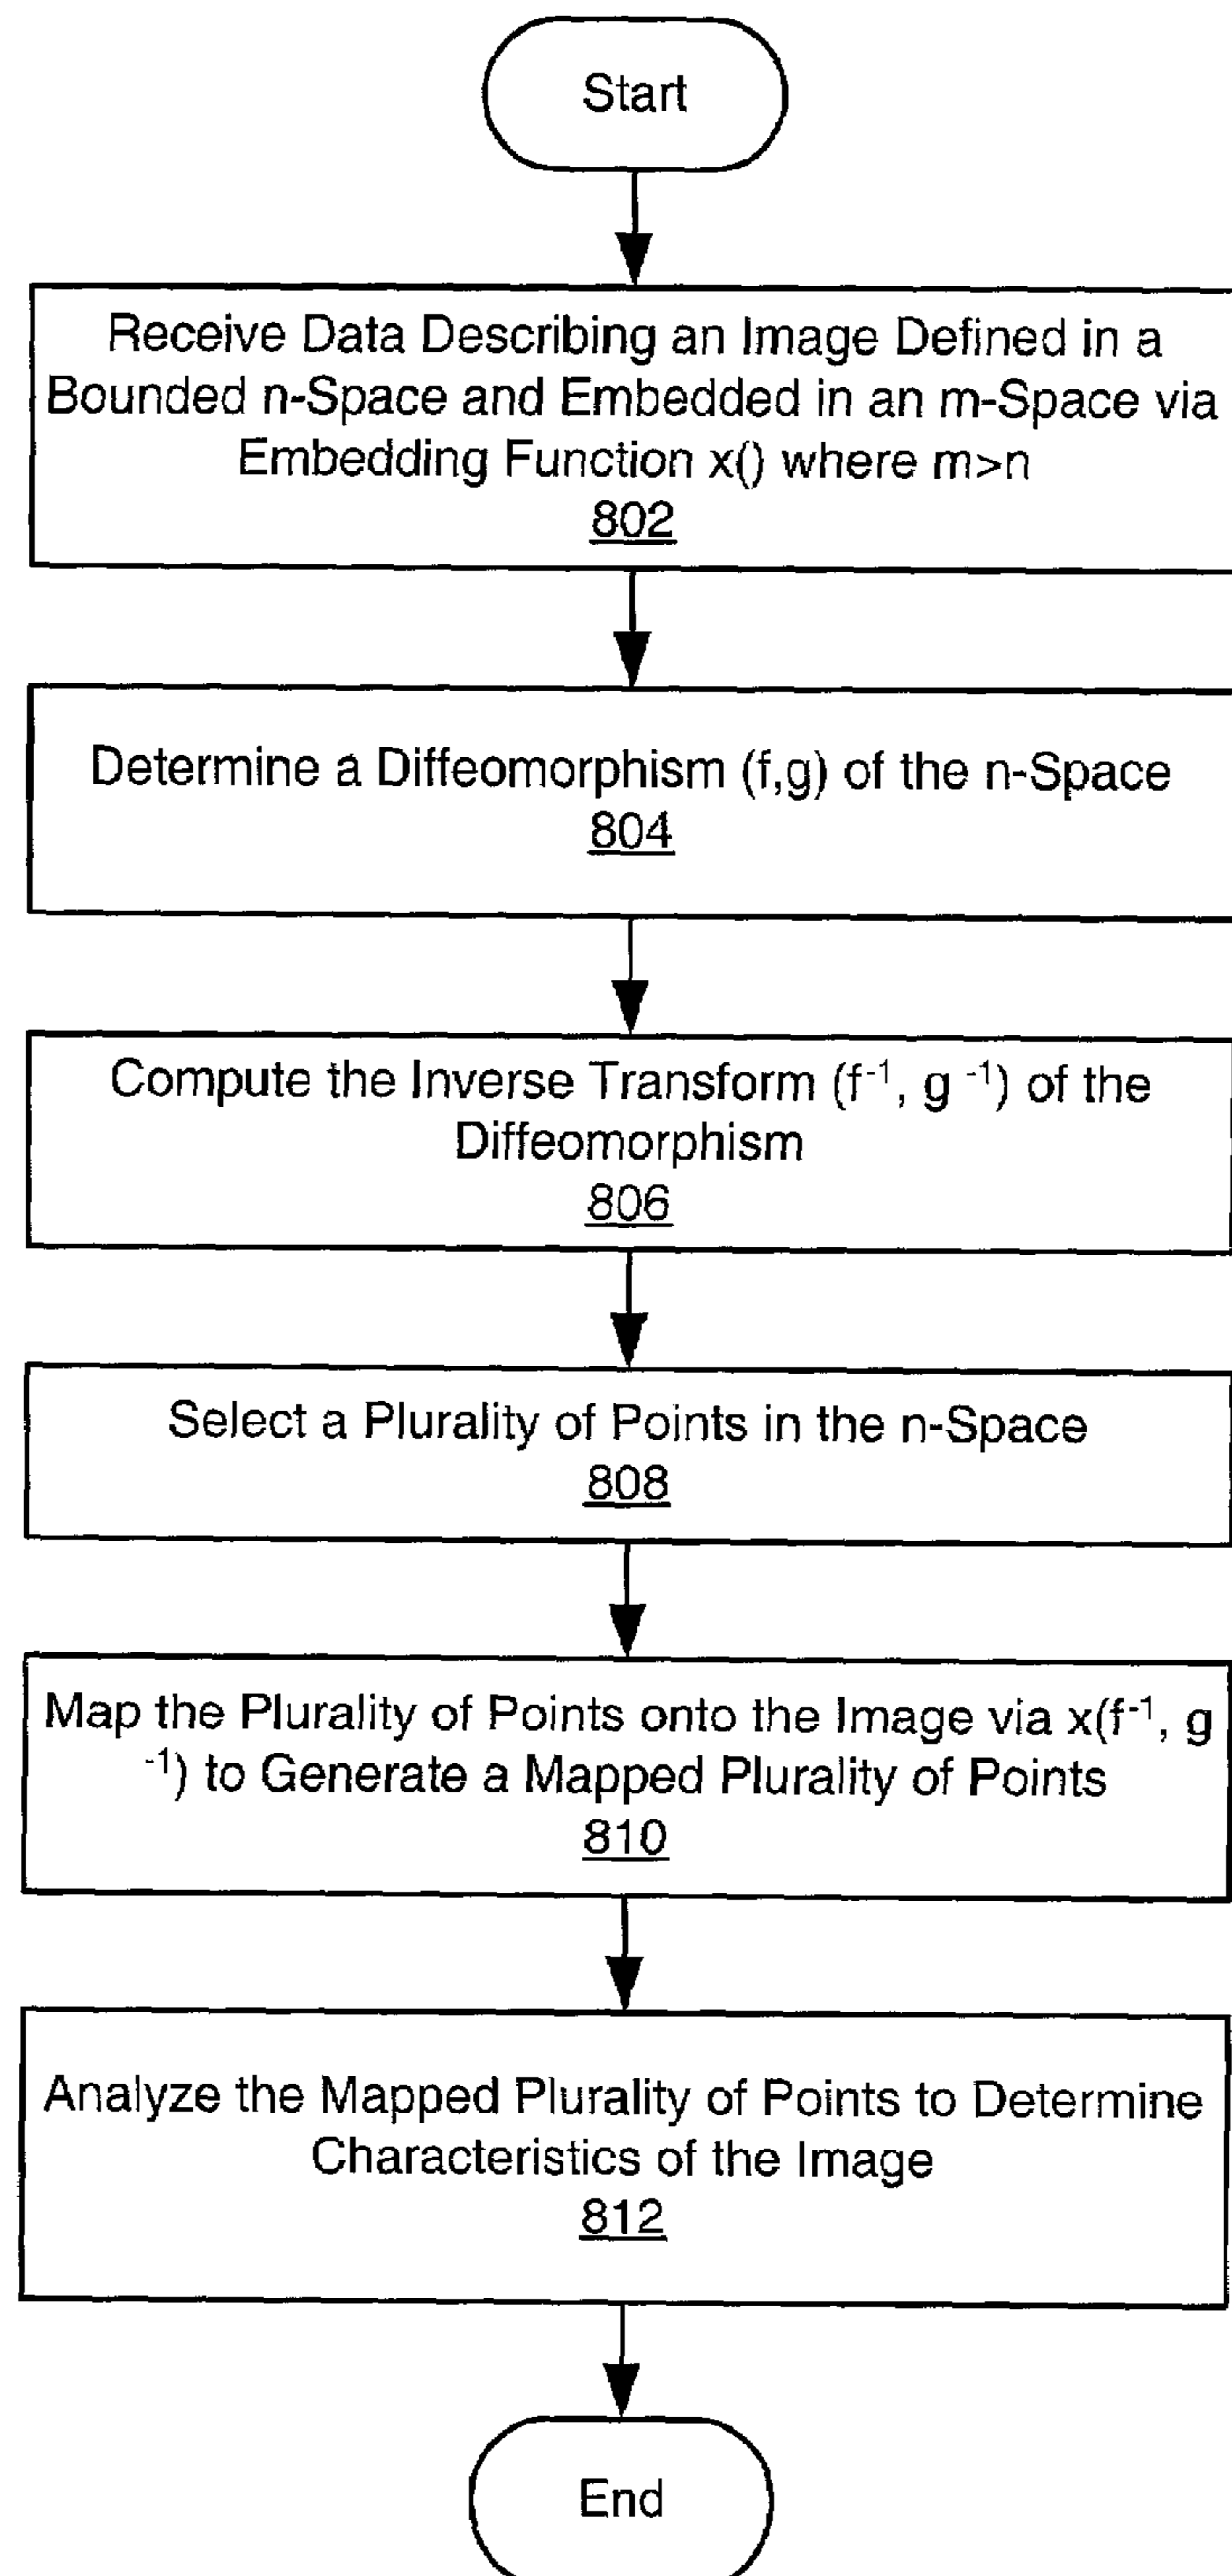 Start
Receive Data Describing an Image Defined in a
Bounded n-Space and Embedded in an m-Space via
Embedding Function x() where m>n
802
Determine a Diffeomorphism (f,g) of the n-Space
804
Compute the Inverse Transform (f⁻¹, g ⁻¹) of the
Diffeomorphism
806
Select a Plurality of Points in the n-Space
808
Map the Plurality of Points onto the Image via x(f⁻¹, g
⁻¹) to Generate a Mapped Plurality of Points
810
Analyze the Mapped Plurality of Points to Determine
Characteristics of the Image
812
End